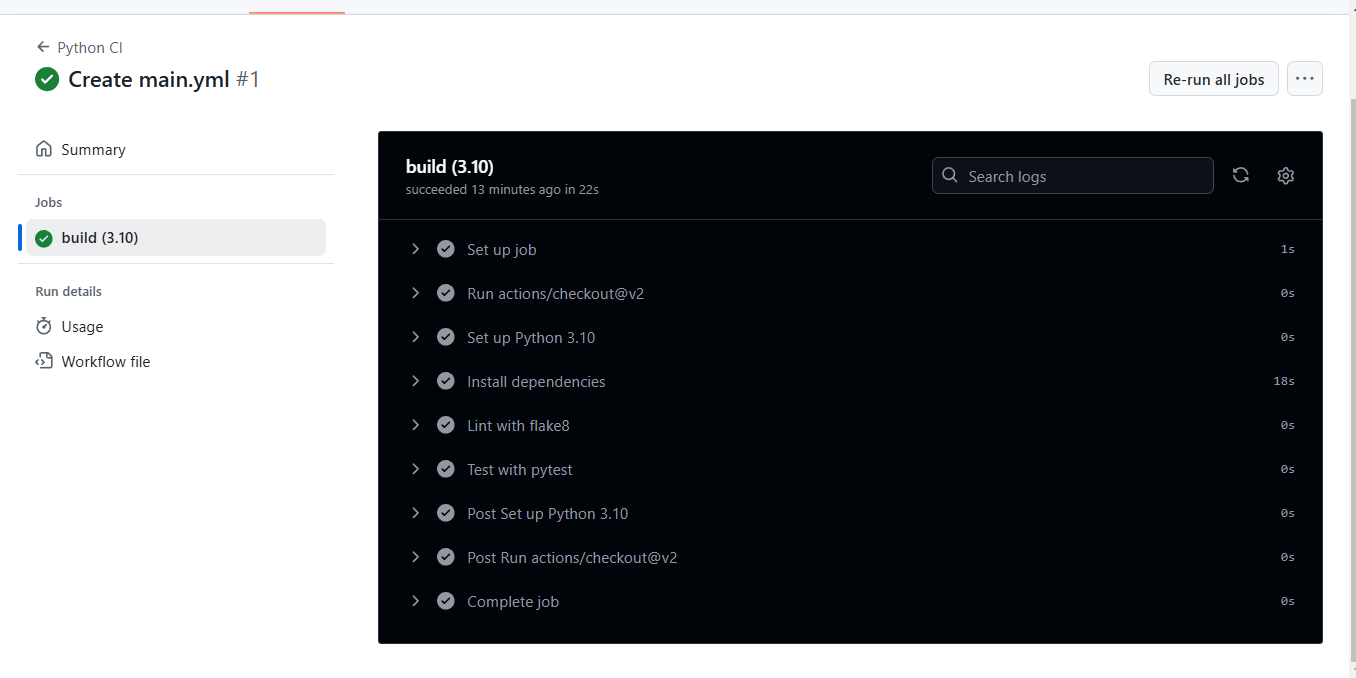 Python CI
Create main.yml #1
Re-run all jobs
Summary
Jobs
build (3.10)
Run details
Usage
Workflow file
build (3.10)
succeeded 13 minutes ago in 22s
Search logs
Set up job 1s
Run actions/checkout@v2 0s
Set up Python 3.10 0s
Install dependencies 18s
Lint with flake8 0s
Test with pytest 0s
Post Set up Python 3.10 0s
Post Run actions/checkout@v2 0s
Complete job 0s